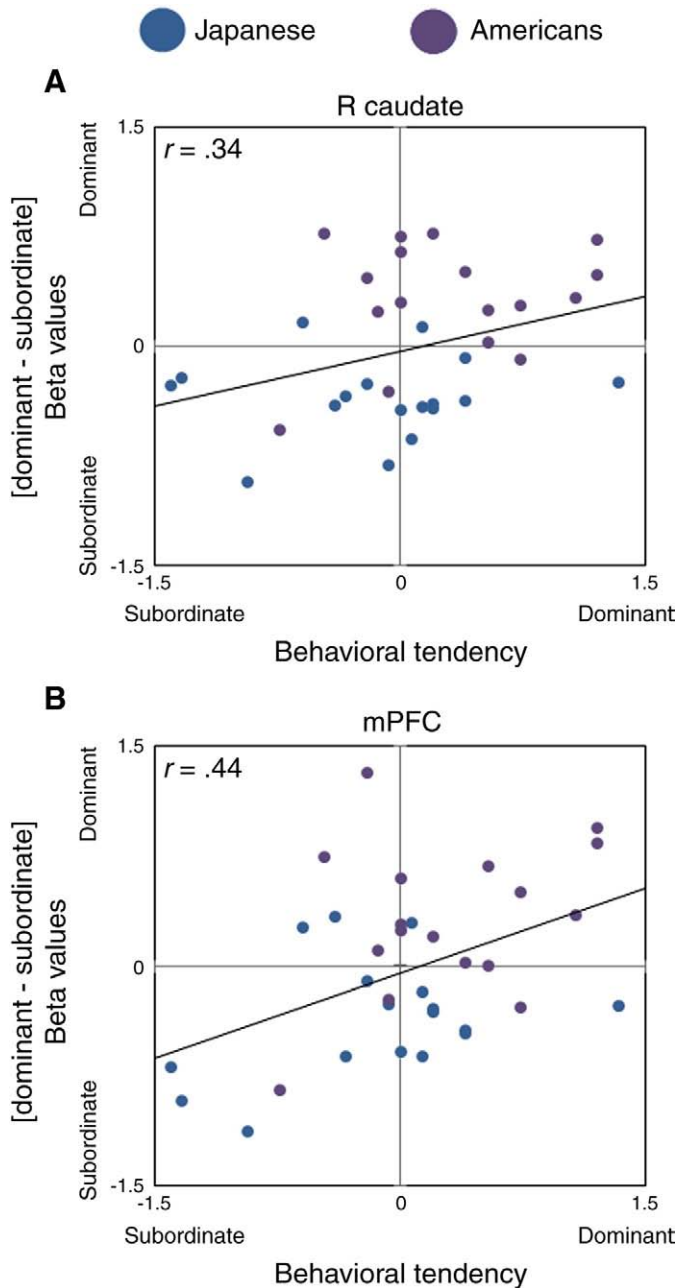 Japanese Americans
A
R caudate
1.5
r = .34
Dominant
[dominant - subordinate]
Beta values
0
Subordinate
-1.5
-1.5 0 1.5
Subordinate Dominant
Behavioral tendency
B
mPFC
1.5
r = .44
Dominant
[dominant - subordinate]
Beta values
0
Subordinate
-1.5
-1.5 0 1.5
Subordinate Dominant
Behavioral tendency